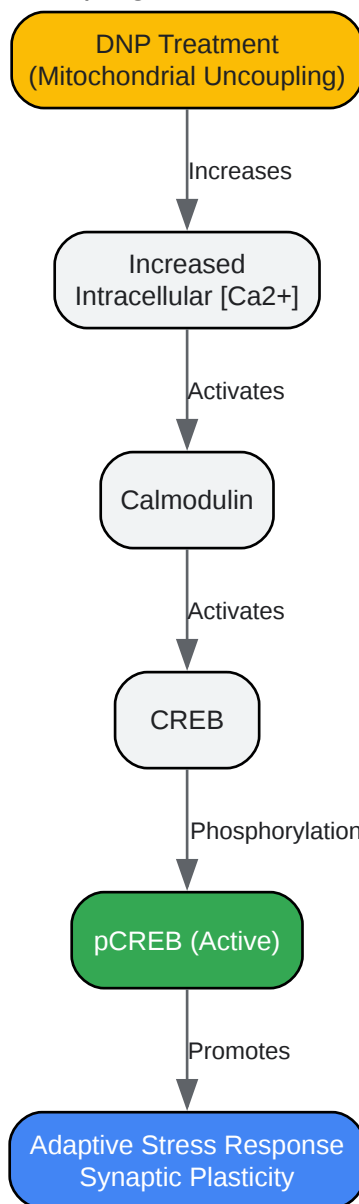 DNP Treatment
(Mitochondrial Uncoupling)
Increases
Increased
Intracellular [Ca2+]
Activates
Calmodulin
Activates
CREB
Phosphorylation
pCREB (Active)
Promotes
Adaptive Stress Response
Synaptic Plasticity